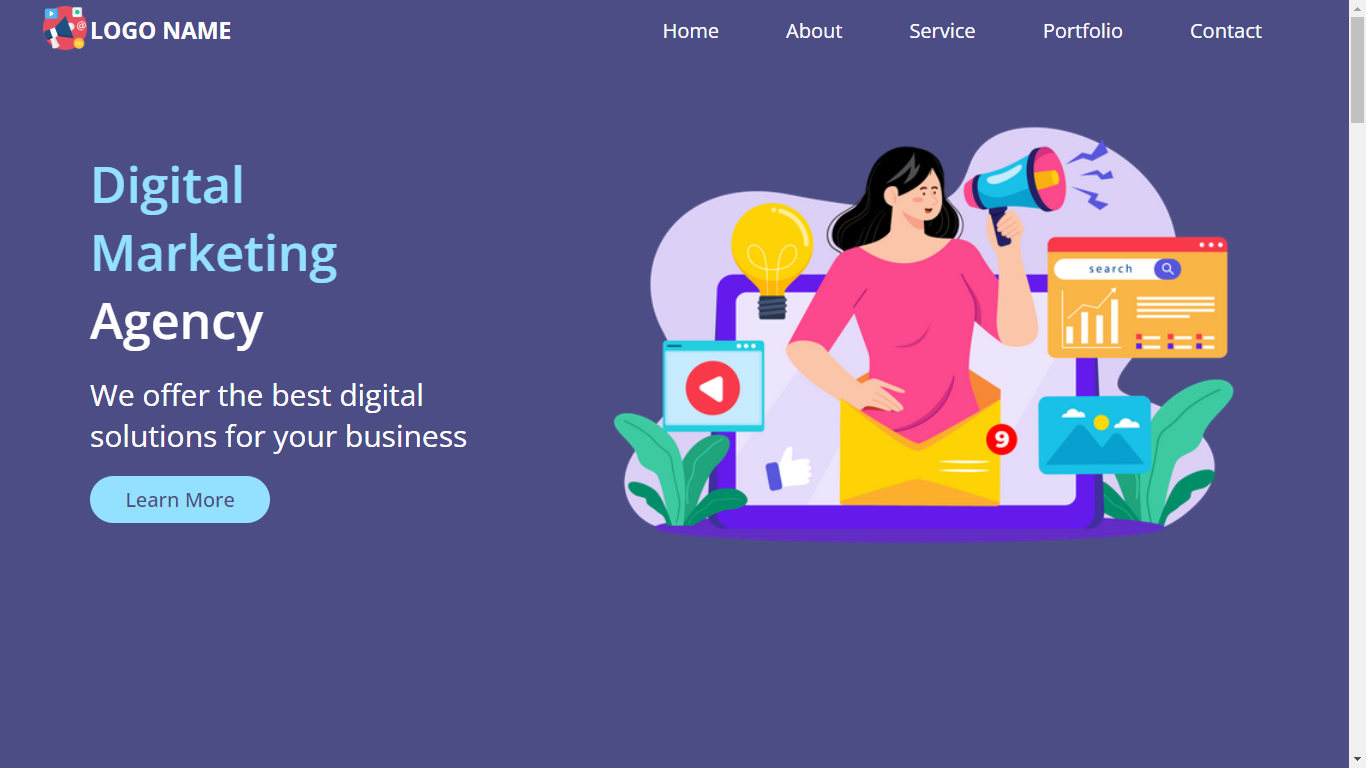 LOGO NAME
Home
About
Service
Portfolio
Contact
Digital
Marketing
Agency
We offer the best digital
solutions for your business
Learn More
search
9